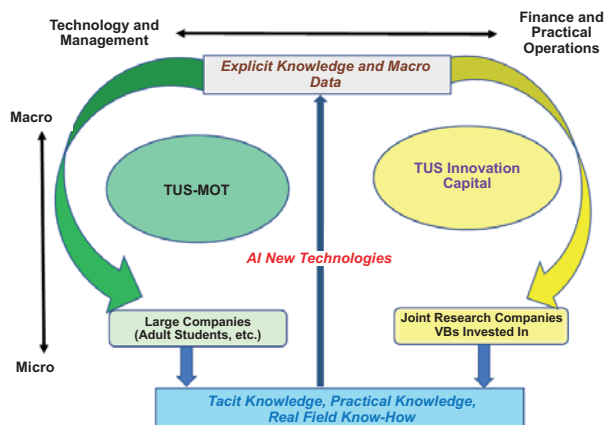 Technology and
Management
Finance and
Practical
Operations
Explicit Knowledge and Macro
Data
Macro
TUS-MOT
TUS Innovation
Capital
AI New Technologies
Large Companies
(Adult Students, etc.)
Joint Research Companies
VBs Invested In
Micro
Tacit Knowledge, Practical Knowledge,
Real Field Know-How